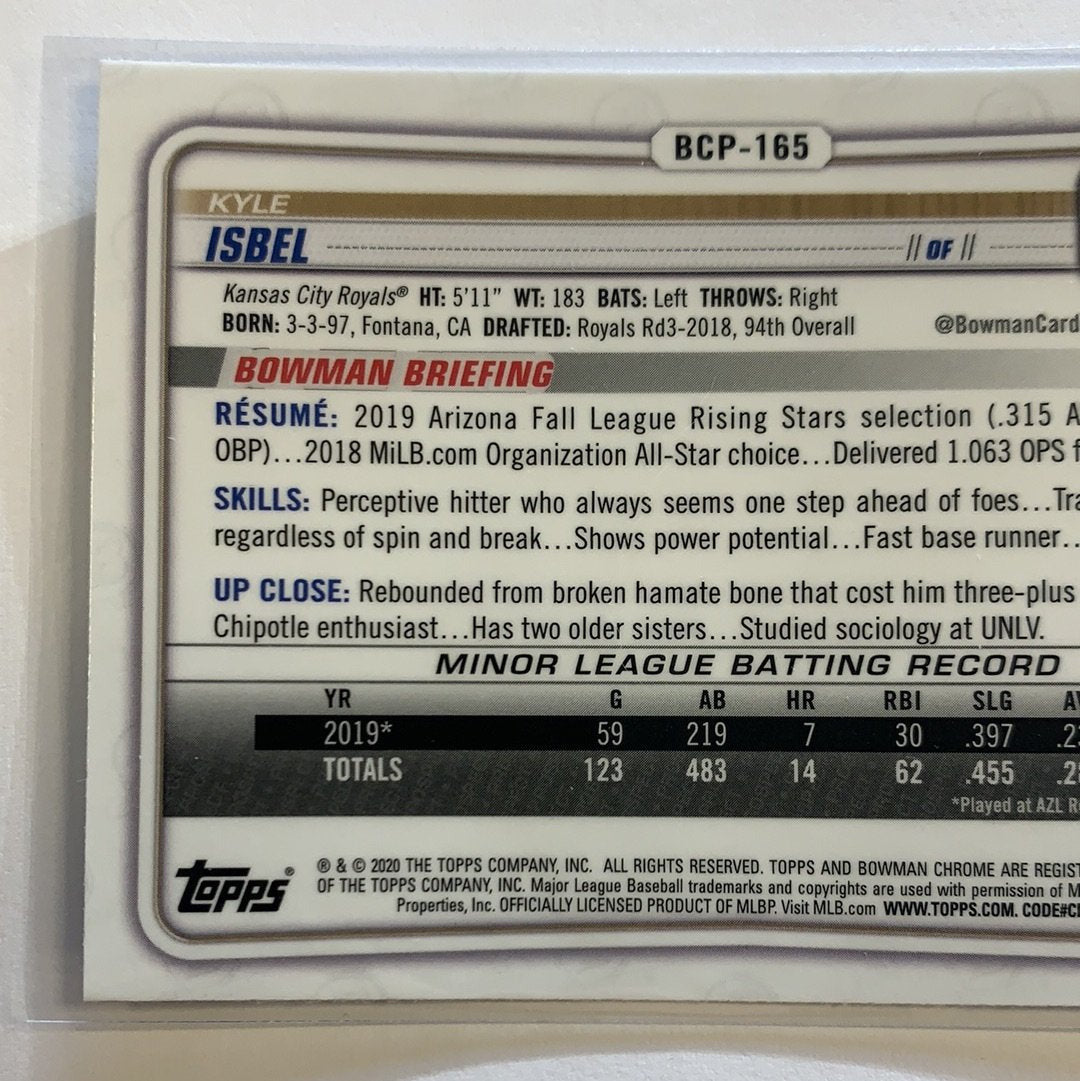 BCP-165
KYLE
ISBEL // OF //
Kansas City Royals® HT: 5'11" WT: 183 BATS: Left THROWS: Right
BORN: 3-3-97, Fontana, CA DRAFTED: Royals Rd3-2018, 94th Overall @BowmanCard
BOWMAN BRIEFING
RÉSUMÉ: 2019 Arizona Fall League Rising Stars selection (.315 A
OBP)...2018 MiLB.com Organization All-Star choice...Delivered 1.063 OPS f
SKILLS: Perceptive hitter who always seems one step ahead of foes...Tra
regardless of spin and break...Shows power potential...Fast base runner..
UP CLOSE: Rebounded from broken hamate bone that cost him three-plus
Chipotle enthusiast...Has two older sisters...Studied sociology at UNLV.
MINOR LEAGUE BATTING RECORD
YR G AB HR RBI SLG AV
2019* 59 219 7 30 .397 .2
TOTALS 123 483 14 62 .455 .2
*Played at AZL R
topps® ® & © 2020 THE TOPPS COMPANY, INC. ALL RIGHTS RESERVED. TOPPS AND BOWMAN CHROME ARE REGIST
OF THE TOPPS COMPANY, INC. Major League Baseball trademarks and copyrights are used with permission of M
Properties, Inc. OFFICIALLY LICENSED PRODUCT OF MLBP. Visit MLB.com WWW.TOPPS.COM. CODE#C